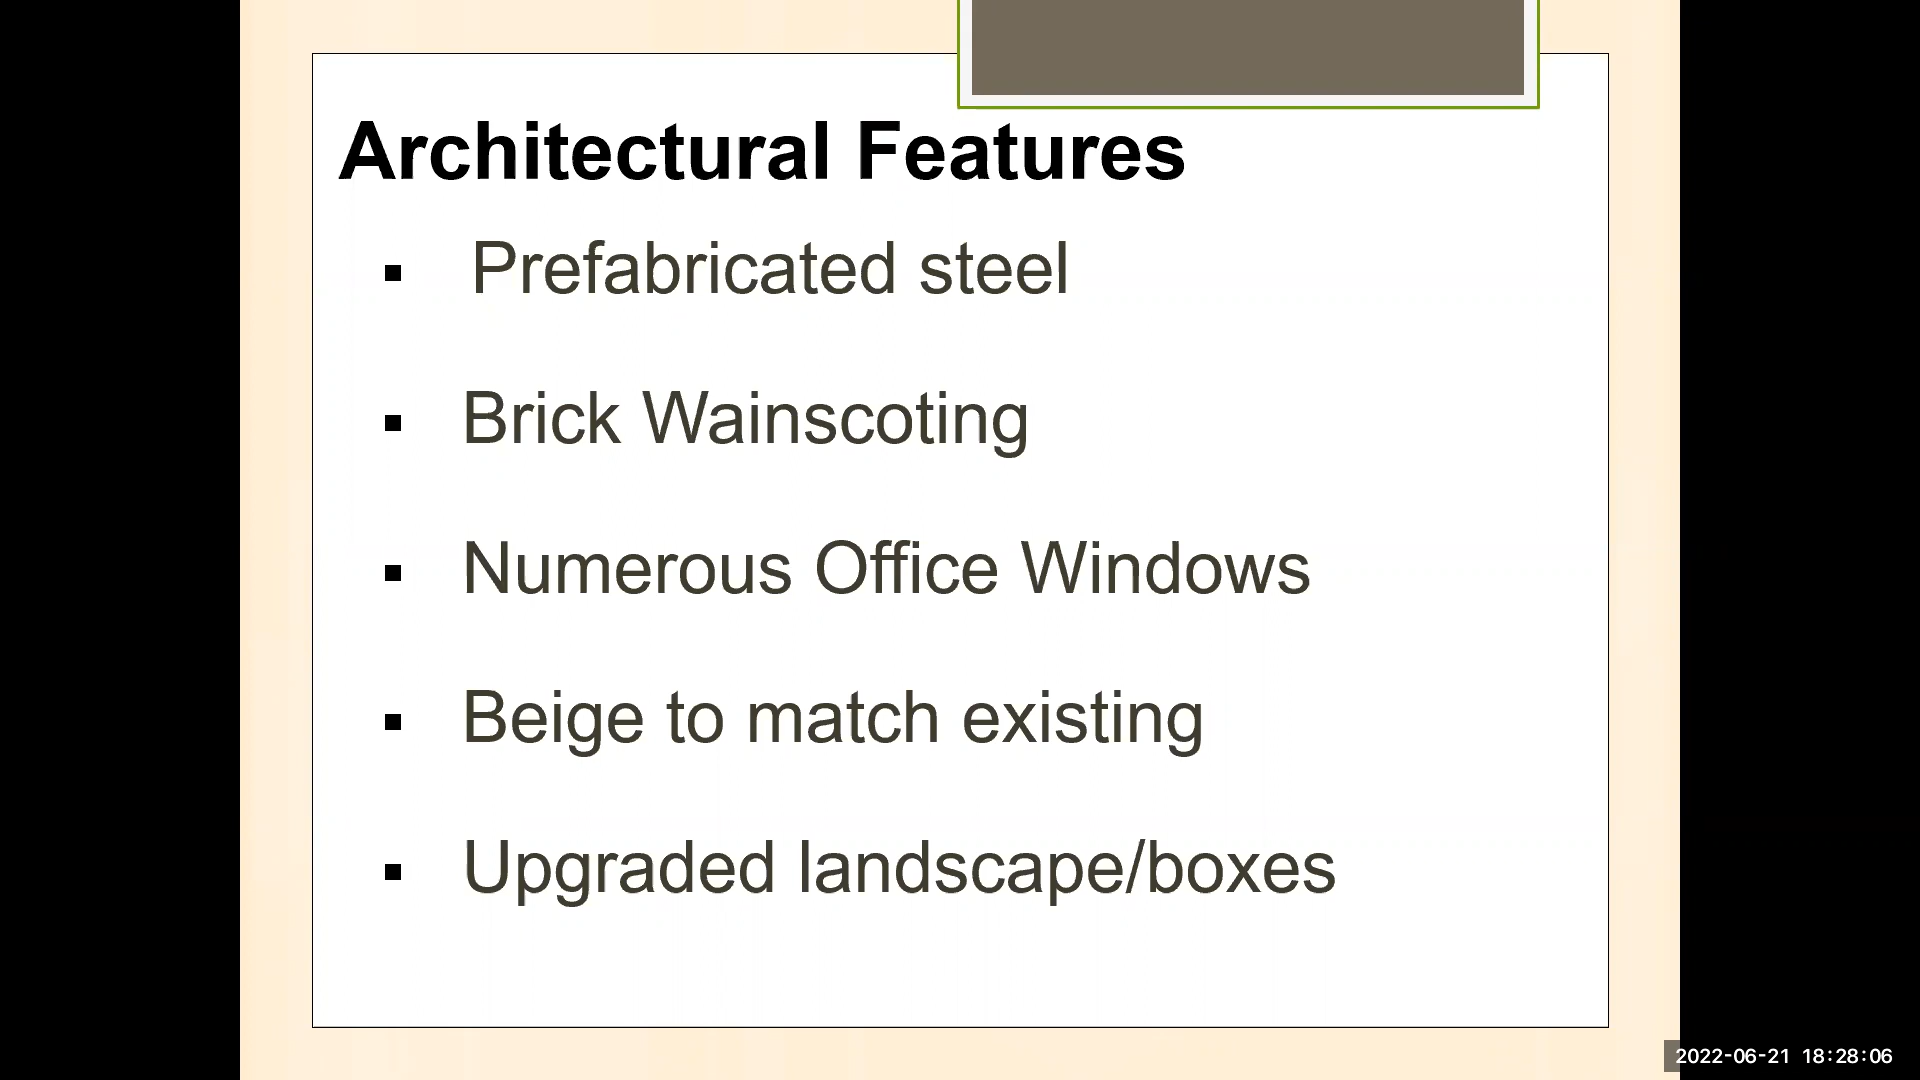 Architectural Features
▪ Prefabricated steel
▪ Brick Wainscoting
▪ Numerous Office Windows
▪ Beige to match existing
▪ Upgraded landscape/boxes
2022-06-21 18:28:06